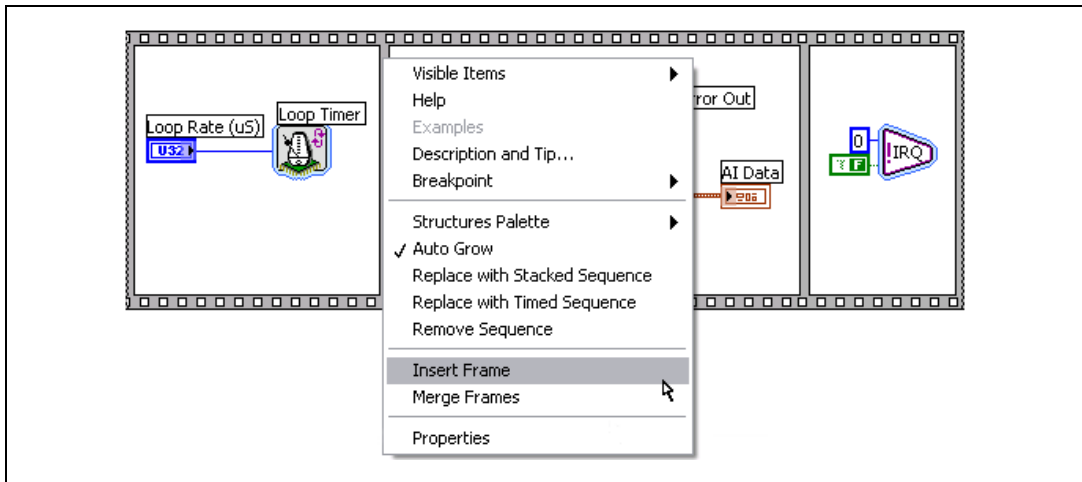 Loop Rate (uS)
U32
Loop Timer
Visible Items
Help
Examples
Description and Tip...
Breakpoint
Structures Palette
Auto Grow
Replace with Stacked Sequence
Replace with Timed Sequence
Remove Sequence
Insert Frame
Merge Frames
Properties
ror Out
AI Data
0
F
IRQ